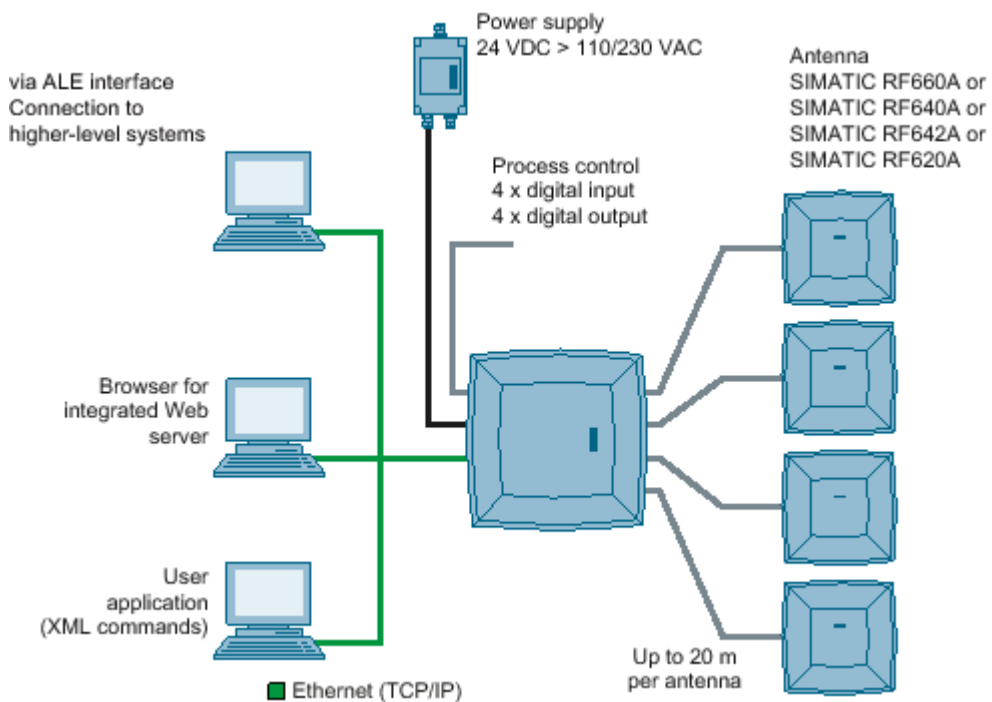 Power supply
24 VDC > 110/230 VAC
via ALE interface
Connection to
higher-level systems
Antenna
SIMATIC RF660A or
SIMATIC RF640A or
SIMATIC RF642A or
SIMATIC RF620A
Process control
4 x digital input
4 x digital output
Browser for
integrated Web
server
User
application
(XML commands)
Up to 20 m
per antenna
Ethernet (TCP/IP)